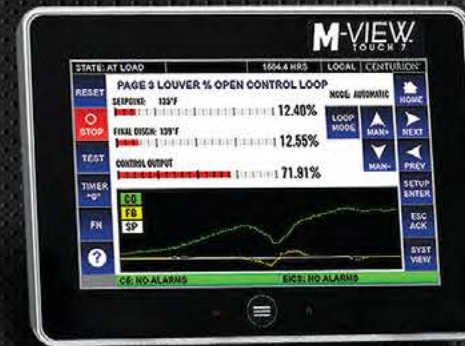 M-VIEW
TOUCH 7
STATE: AT LOAD 1684.4 HRS LOCAL CENTURION
PAGE 3 LOUVER % OPEN CONTROL LOOP
RESET
SETPOINT: 135°F
MODE: AUTOMATIC
HOME
12.40%
STOP
FINAL DISCH: 139°F
LOOP MODE
MAN+
NEXT
12.55%
TEST
CONTROL OUTPUT
71.91%
MAN-
PREV
TIMER "0"
CO
FB
SP
SETUP ENTER
FN
ESC ACK
?
SYST VIEW
C5: NO ALARMS EICS: NO ALARMS